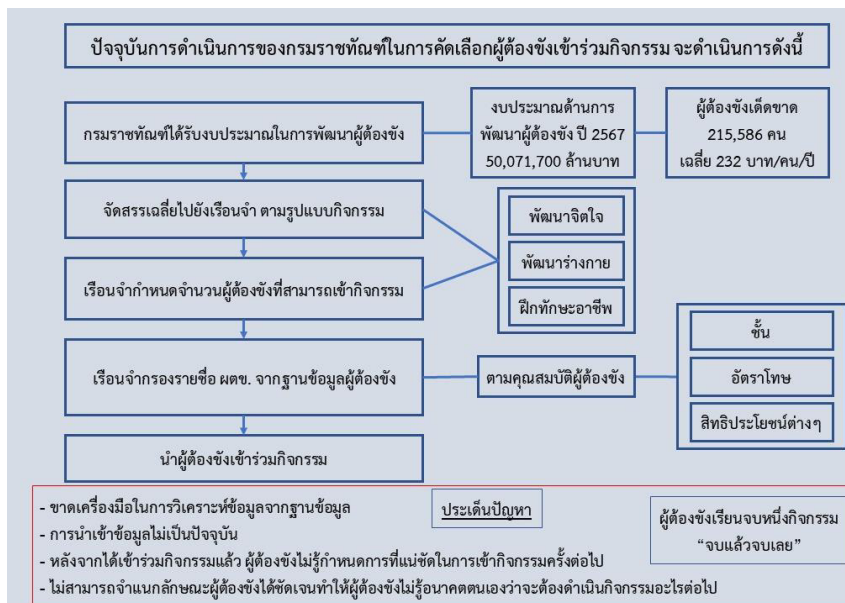 ปัจจุบันการดำเนินการของกรมราชทัณฑ์ในการคัดเลือกผู้ต้องขังเข้าร่วมกิจกรรม จะดำเนินการดังนี้
กรมราชทัณฑ์ได้รับงบประมาณในการพัฒนาผู้ต้องขัง
งบประมาณด้านการ
พัฒนาผู้ต้องขัง ปี 2567
50,071,700 ล้านบาท
ผู้ต้องขังเด็ดขาด
215,586 คน
เฉลี่ย 232 บาท/คน/ปี
จัดสรรเฉลี่ยไปยังเรือนจำ ตามรูปแบบกิจกรรม
พัฒนาจิตใจ
พัฒนาร่างกาย
ฝึกทักษะอาชีพ
เรือนจำกำหนดจำนวนผู้ต้องขังที่สามารถเข้ากิจกรรม
เรือนจำกรองรายชื่อ ผตข. จากฐานข้อมูลผู้ต้องขัง
ตามคุณสมบัติผู้ต้องขัง
ชั้น
อัตราโทษ
สิทธิประโยชน์ต่างๆ
นำผู้ต้องขังเข้าร่วมกิจกรรม
ประเด็นปัญหา
- ขาดเครื่องมือในการวิเคราะห์ข้อมูลจากฐานข้อมูล
- การนำเข้าข้อมูลไม่เป็นปัจจุบัน
- หลังจากได้เข้าร่วมกิจกรรมแล้ว ผู้ต้องขังไม่รู้กำหนดการที่แน่ชัดในการเข้ากิจกรรมครั้งต่อไป
- ไม่สามารถจำแนกลักษณะผู้ต้องขังได้ชัดเจนทำให้ผู้ต้องขังไม่รู้อนาคตตนเองว่าจะต้องดำเนินกิจกรรมอะไรต่อไป
ผู้ต้องขังเรียนจบหนึ่งกิจกรรม
“จบแล้วจบเลย”